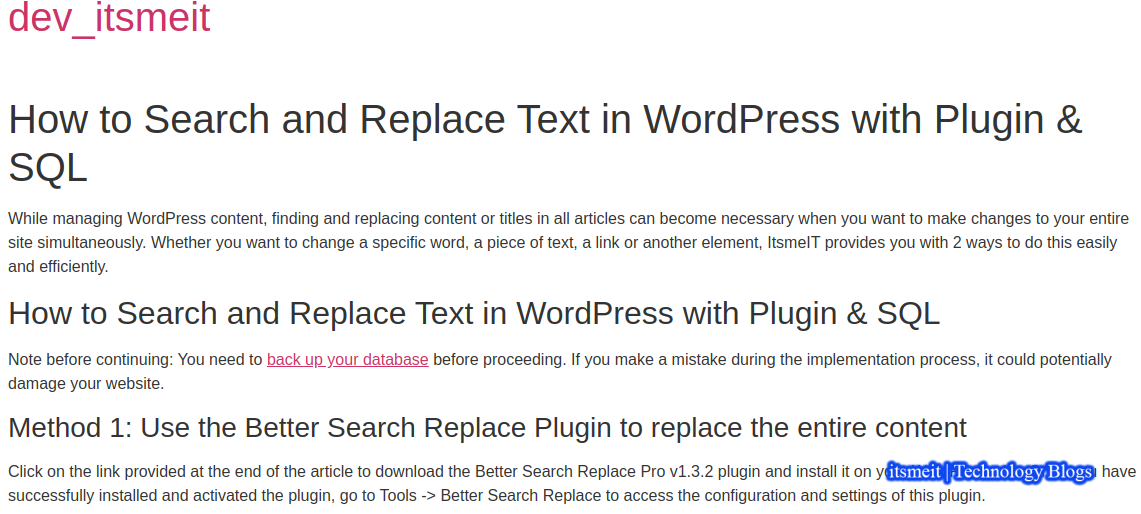 dev_itsmeit
How to Search and Replace Text in WordPress with Plugin &
SQL
While managing WordPress content, finding and replacing content or titles in all articles can become necessary when you want to make changes to your entire
site simultaneously. Whether you want to change a specific word, a piece of text, a link or another element, ItsmeIT provides you with 2 ways to do this easily
and efficiently.
How to Search and Replace Text in WordPress with Plugin & SQL
Note before continuing: You need to back up your database before proceeding. If you make a mistake during the implementation process, it could potentially
damage your website.
Method 1: Use the Better Search Replace Plugin to replace the entire content
Click on the link provided at the end of the article to download the Better Search Replace Pro v1.3.2 plugin and install it on itsmeit | Technology Blogs have
successfully installed and activated the plugin, go to Tools -> Better Search Replace to access the configuration and settings of this plugin.